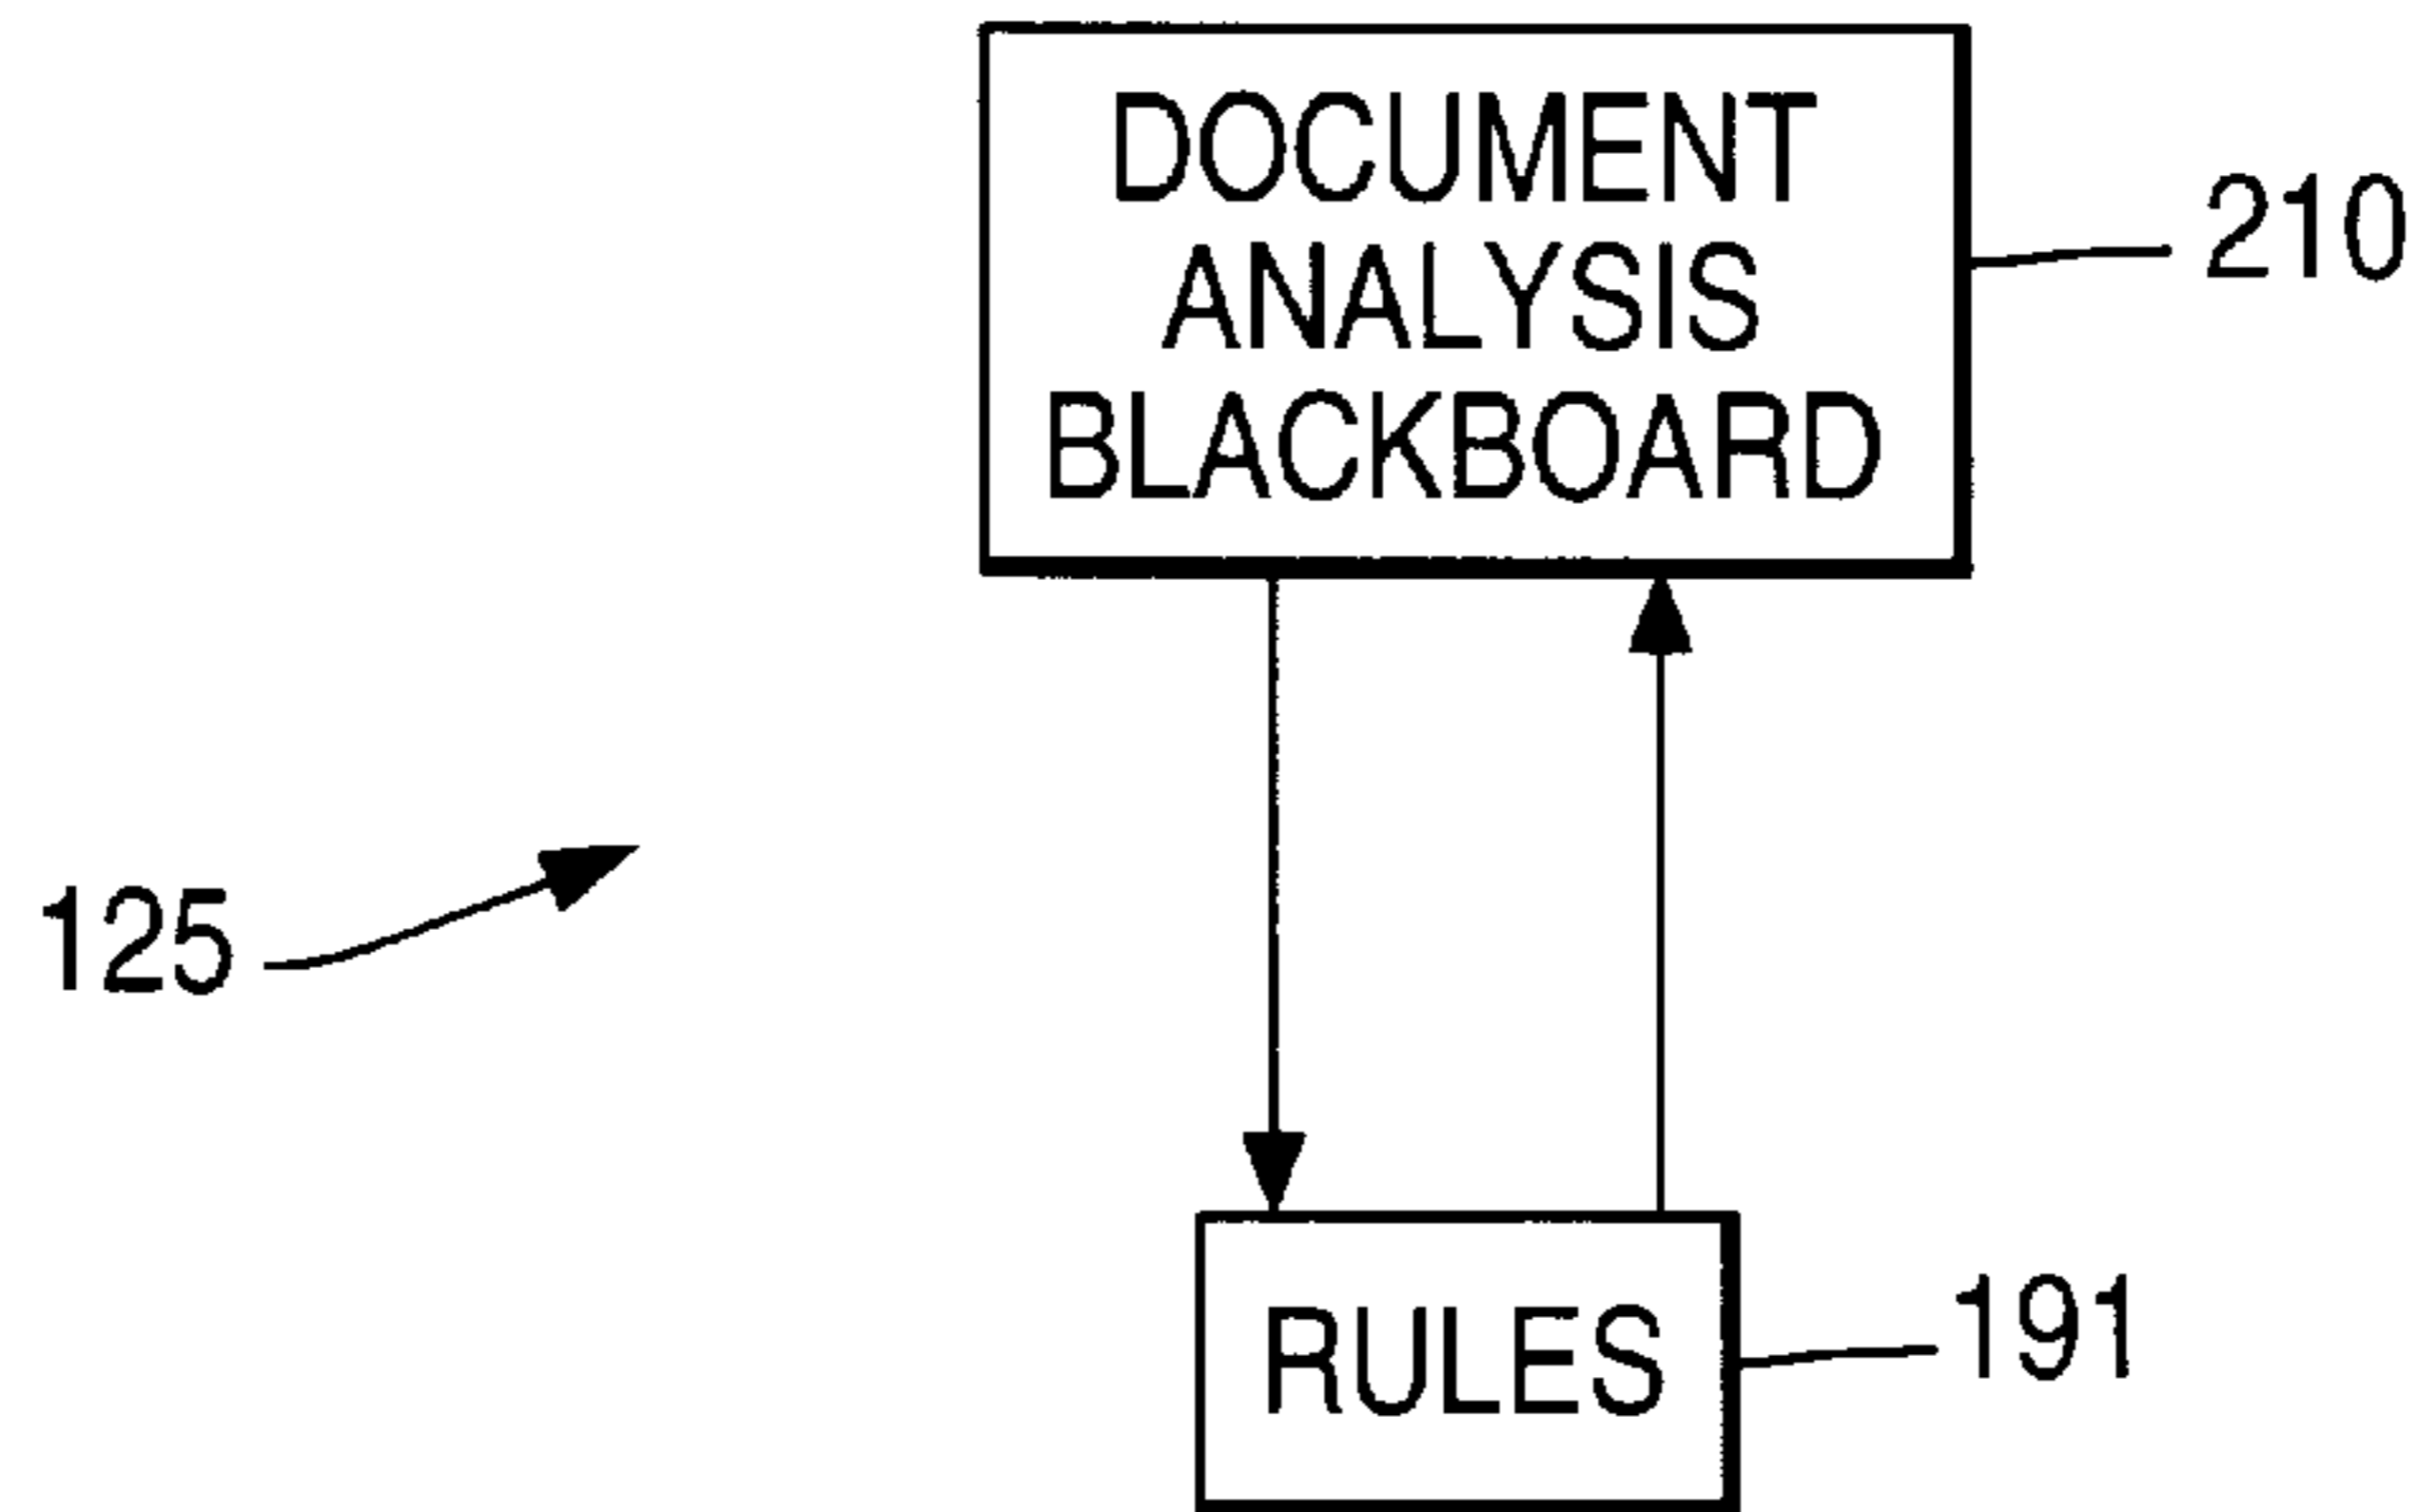 DOCUMENT
ANALYSIS
BLACKBOARD
210
125
RULES
191